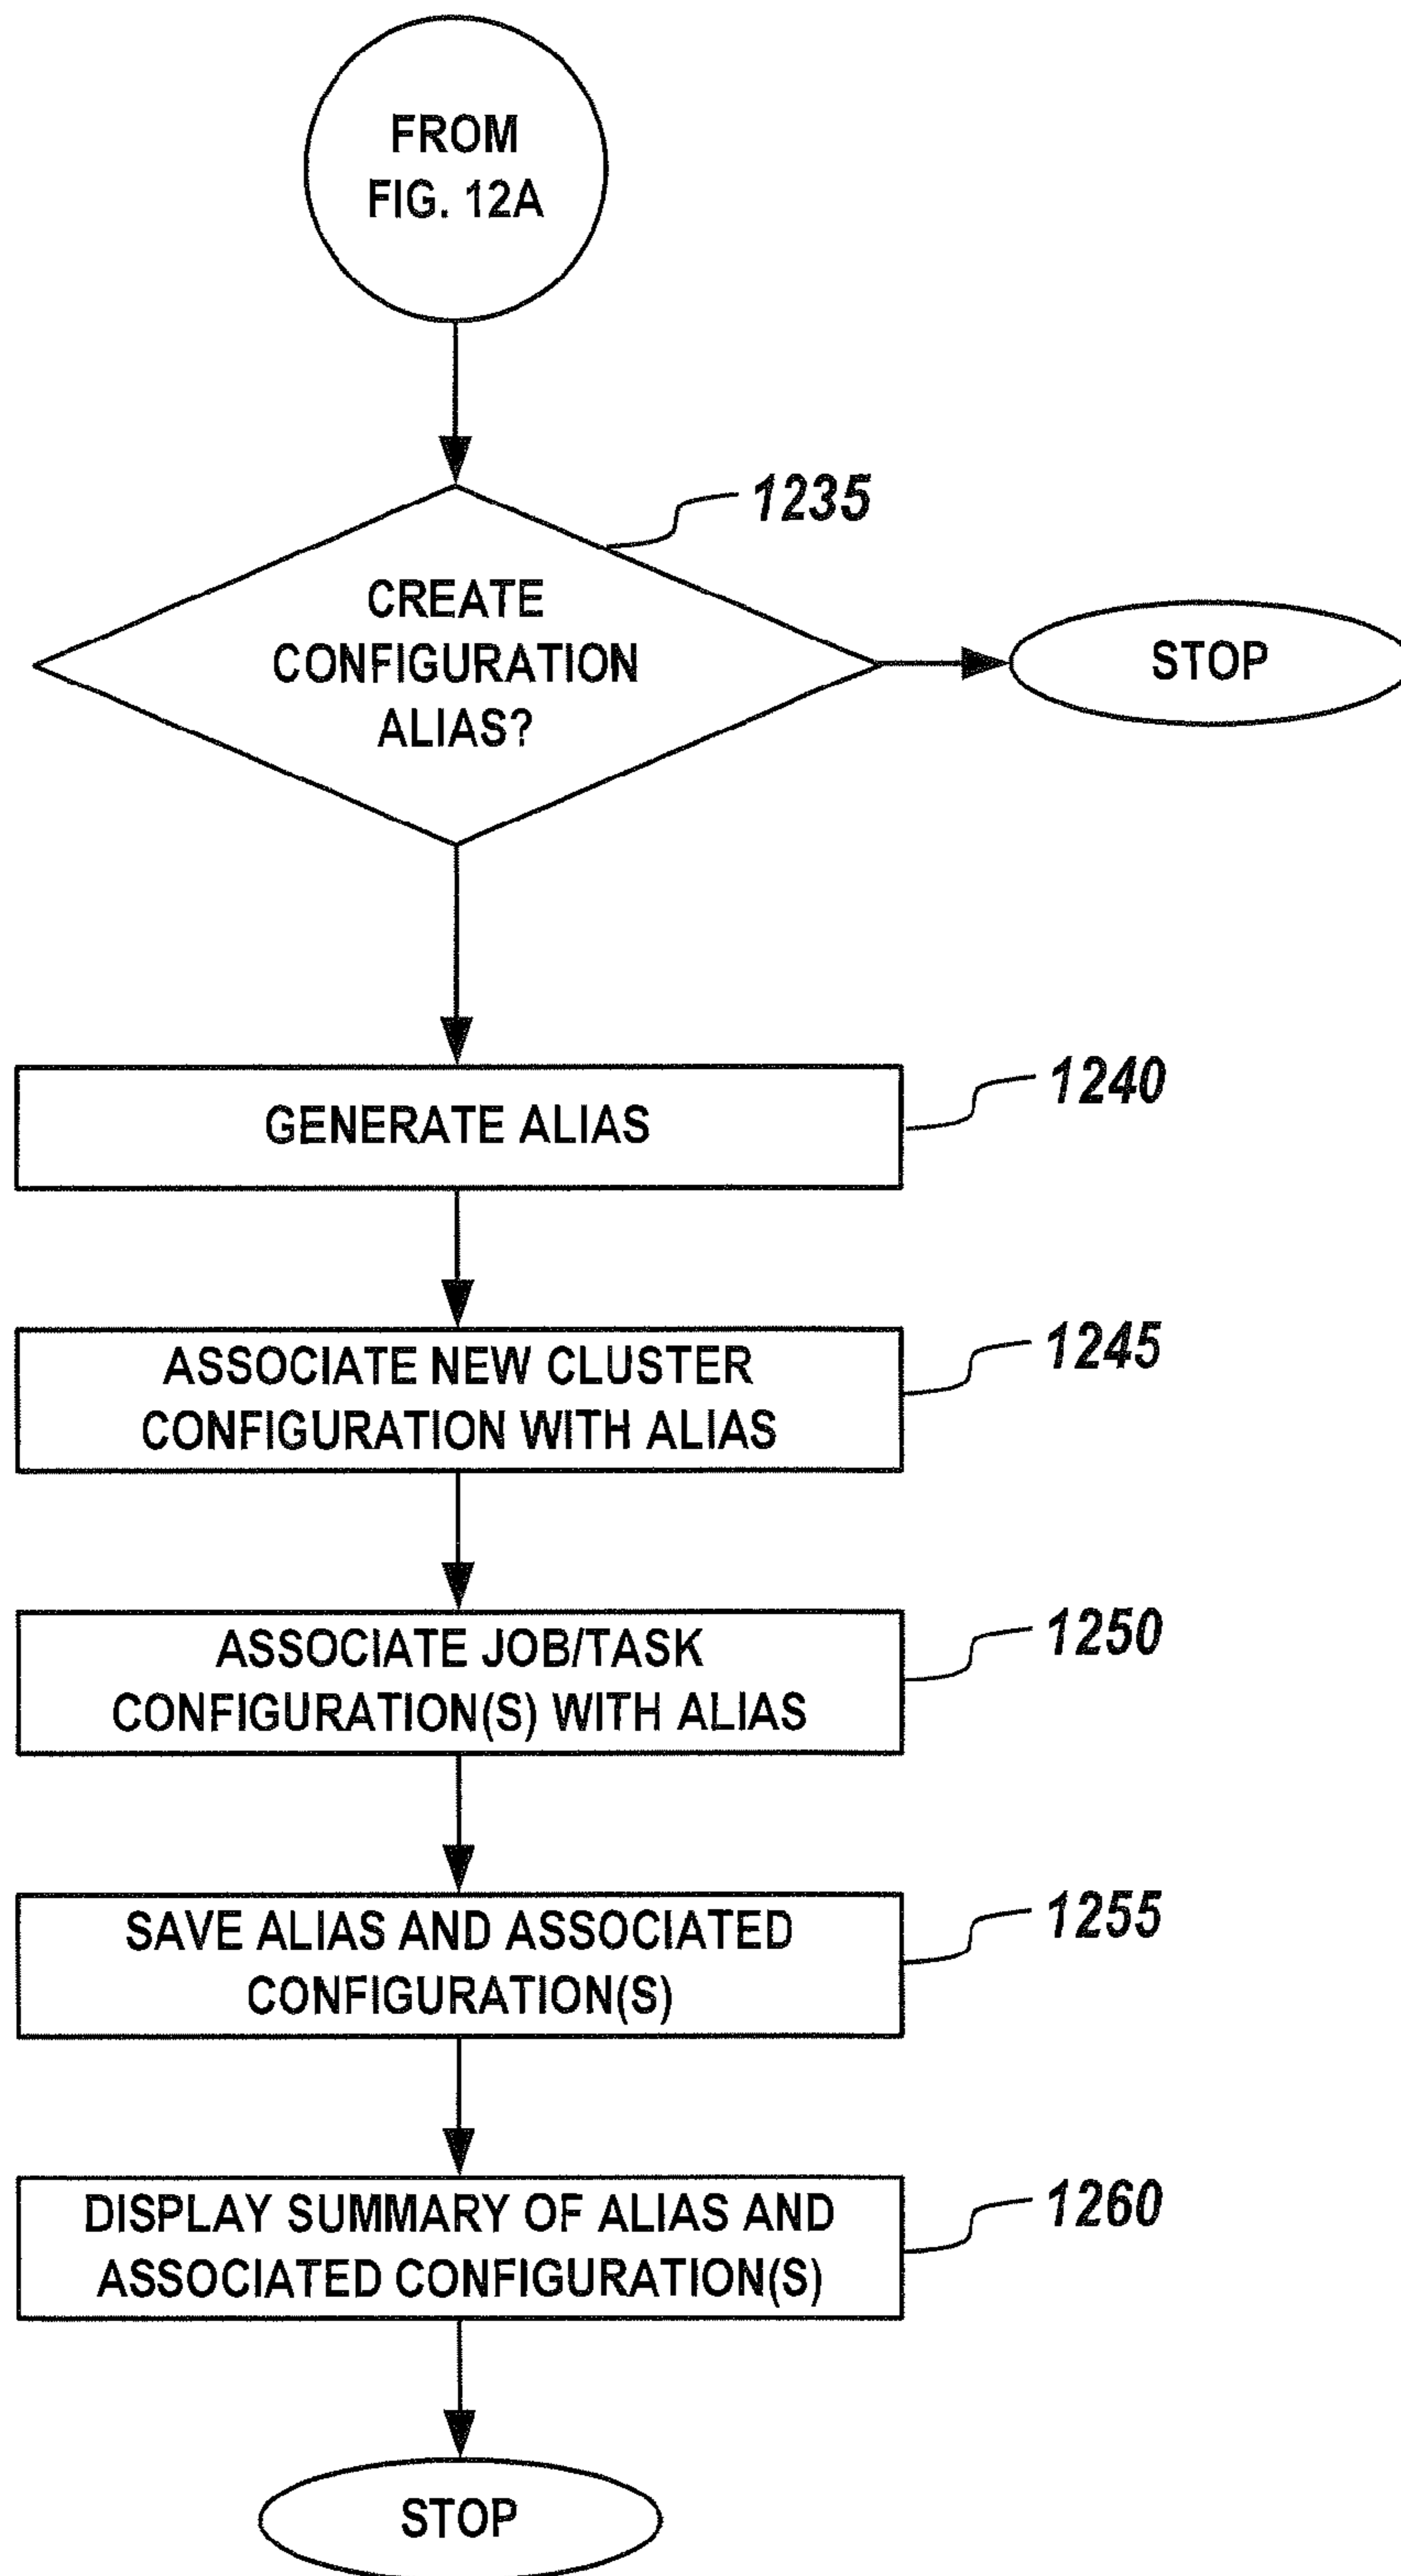 FROM
FIG. 12A
1235
CREATE
CONFIGURATION
ALIAS?
STOP
1240
GENERATE ALIAS
1245
ASSOCIATE NEW CLUSTER
CONFIGURATION WITH ALIAS
1250
ASSOCIATE JOB/TASK
CONFIGURATION(S) WITH ALIAS
1255
SAVE ALIAS AND ASSOCIATED
CONFIGURATION(S)
1260
DISPLAY SUMMARY OF ALIAS AND
ASSOCIATED CONFIGURATION(S)
STOP